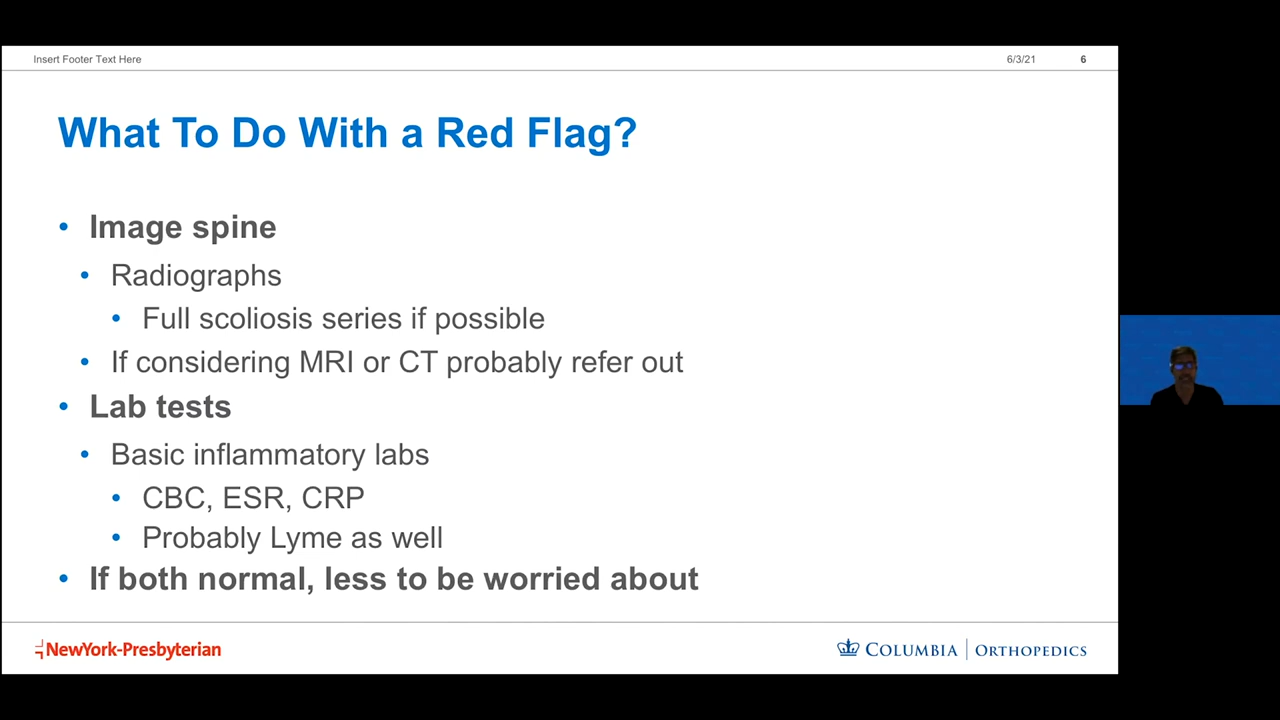 Insert Footer Text Here 6/3/21 6
What To Do With a Red Flag?
• Image spine
• Radiographs
• Full scoliosis series if possible
• If considering MRI or CT probably refer out
• Lab tests
• Basic inflammatory labs
• CBC, ESR, CRP
• Probably Lyme as well
• If both normal, less to be worried about
NewYork-Presbyterian
COLUMBIA | ORTHOPEDICS